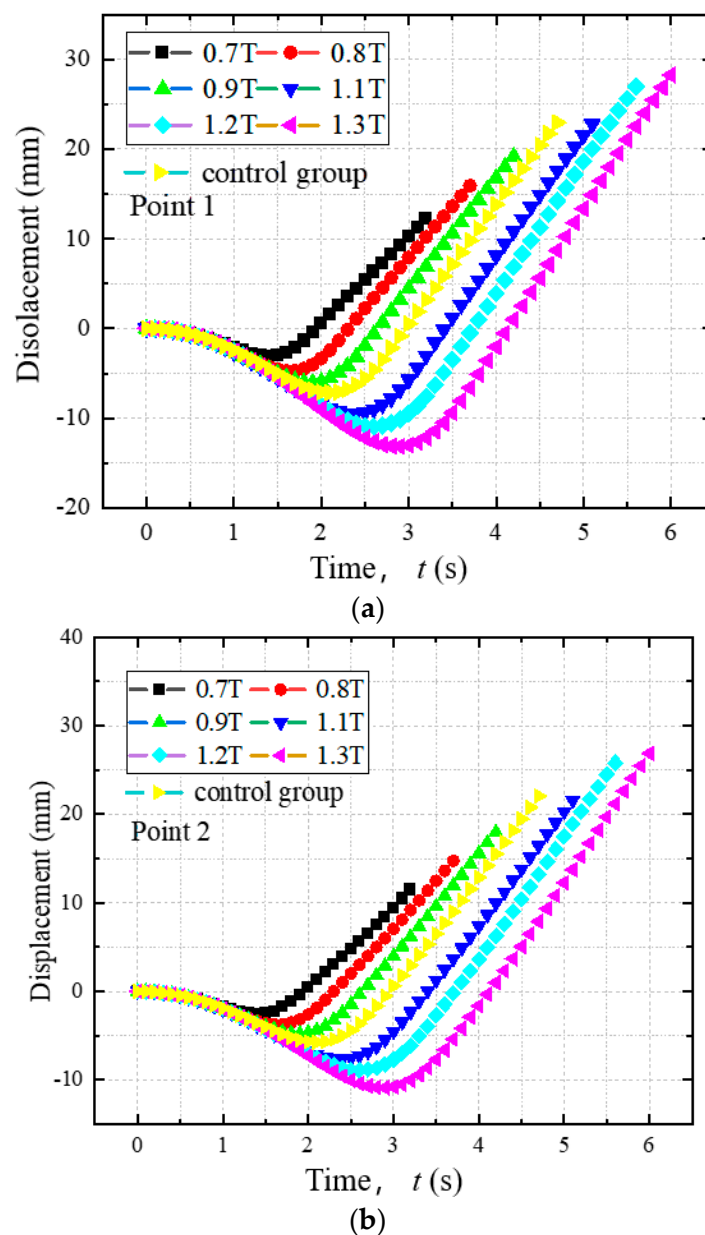 30
20
10
0
-10
-20
Disolacement (mm)
0.7T 0.8T
0.9T 1.1T
1.2T 1.3T
control group
Point 1
0 1 2 3 4 5 6
Time, t (s)
(a)
40
30
20
10
0
-10
Displacement (mm)
0.7T 0.8T
0.9T 1.1T
1.2T 1.3T
control group
Point 2
0 1 2 3 4 5 6
Time, t (s)
(b)